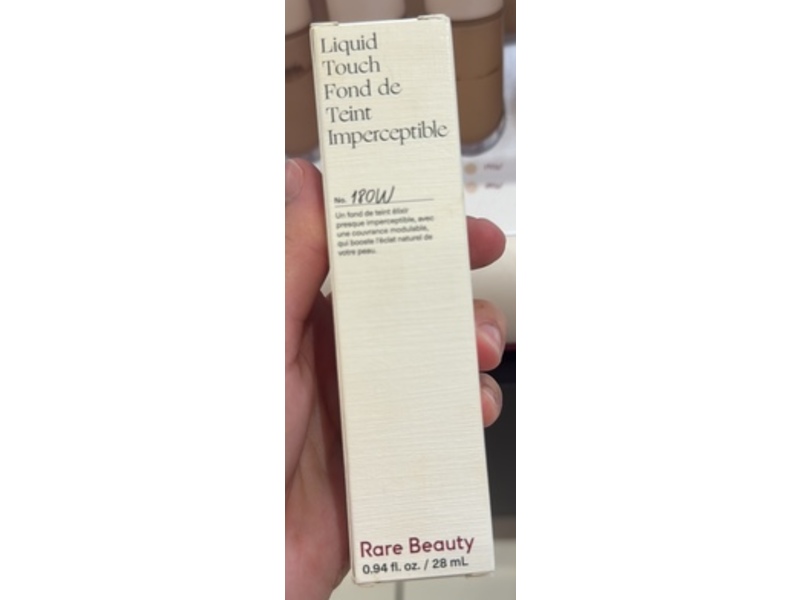 Liquid
Touch
Fond de
Teint
Imperceptible
No. 180W
Un fond de teint élixir
presque imperceptible, avec
une couvrance modulable,
qui booste l'éclat naturel de
votre peau.
Rare Beauty
0.94 fl. oz. / 28 mL